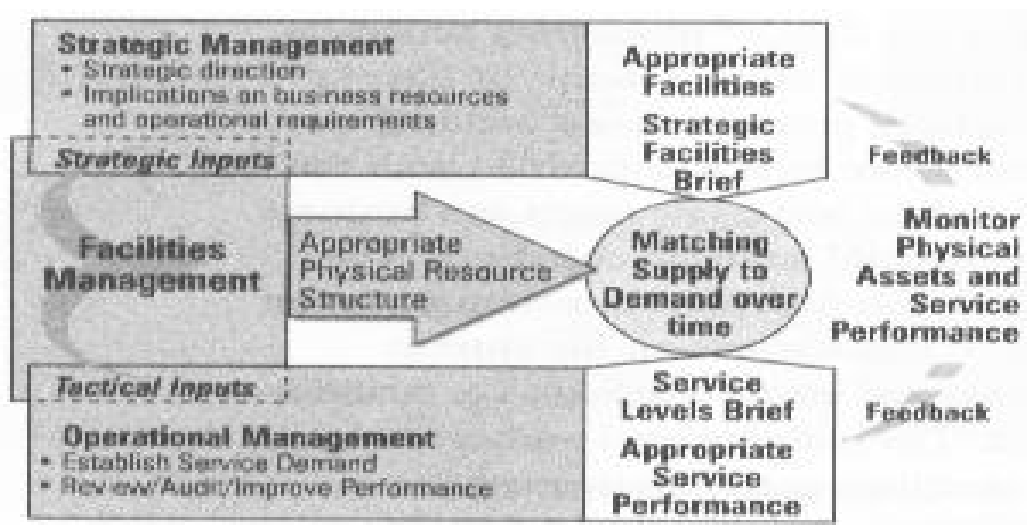 Strategic Management
• Strategic direction
• Implications on business resources
and operational requirements
Strategic Inputs
Appropriate
Facilities
Strategic
Facilities
Brief
Feedback
Facilities
Management
Appropriate
Physical Resource
Structure
Matching
Supply to
Demand over
time
Monitor
Physical
Assets and
Service
Performance
Tactical Inputs
Operational Management
• Establish Service Demand
• Review/Audit/Improve Performance
Service
Levels Brief
Appropriate
Service
Performance
Feedback